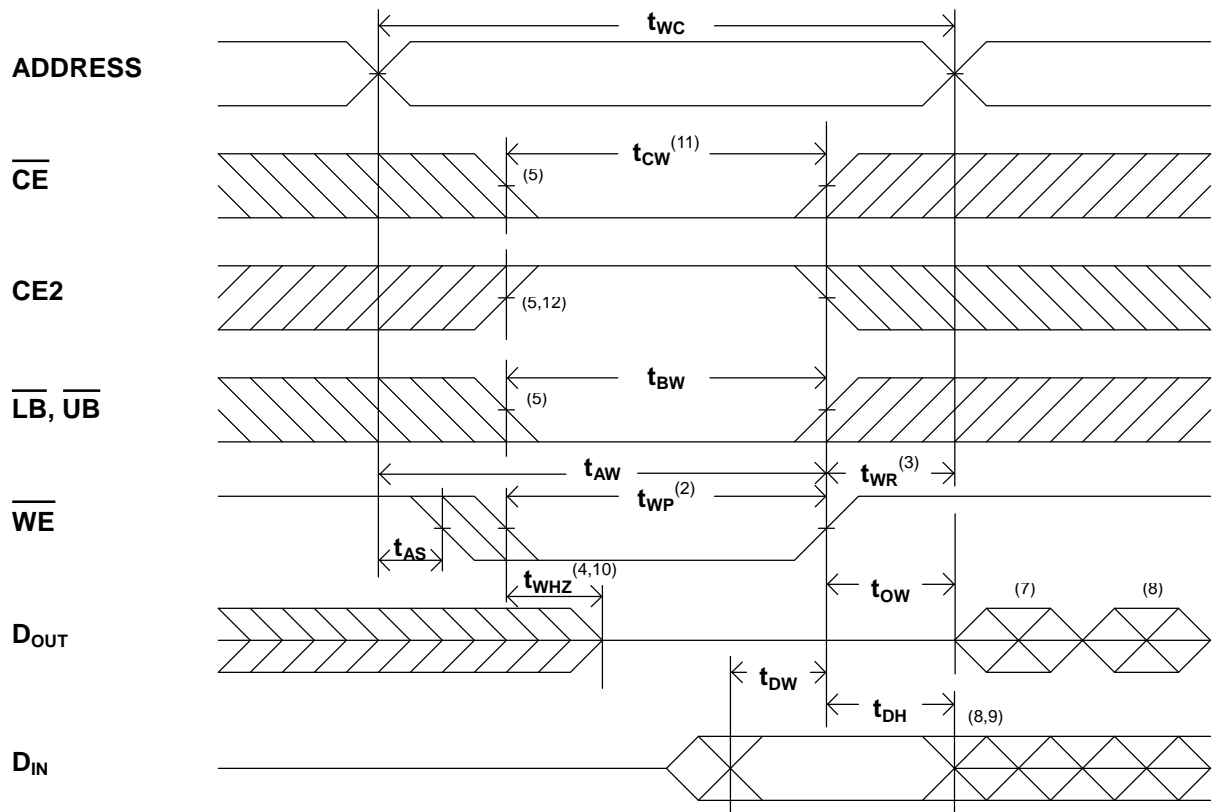 tWC
ADDRESS
tCW(11)
CE
(5)
CE2
(5,12)
tBW
LB, UB
(5)
tAW
tWR(3)
tWP(2)
WE
tAS
tWHZ(4,10)
tOW
(7)
(8)
DOUT
tDW
tDH
(8,9)
DIN